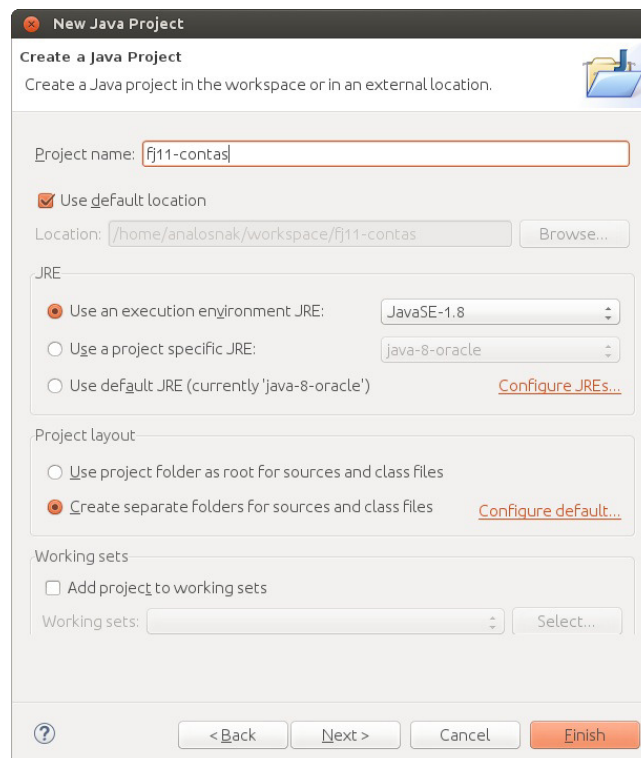 New Java Project
Create a Java Project
Create a Java project in the workspace or in an external location.
Project name: fj11-contas
Use default location
Location: /home/analosnak/workspace/fj11-contas Browse...
JRE
Use an execution environment JRE: JavaSE-1.8
Use a project specific JRE: java-8-oracle
Use default JRE (currently 'java-8-oracle') Configure JREs...
Project layout
Use project folder as root for sources and class files
Create separate folders for sources and class files Configure default...
Working sets
Add project to working sets
Working sets: Select...
? < Back Next > Cancel Finish